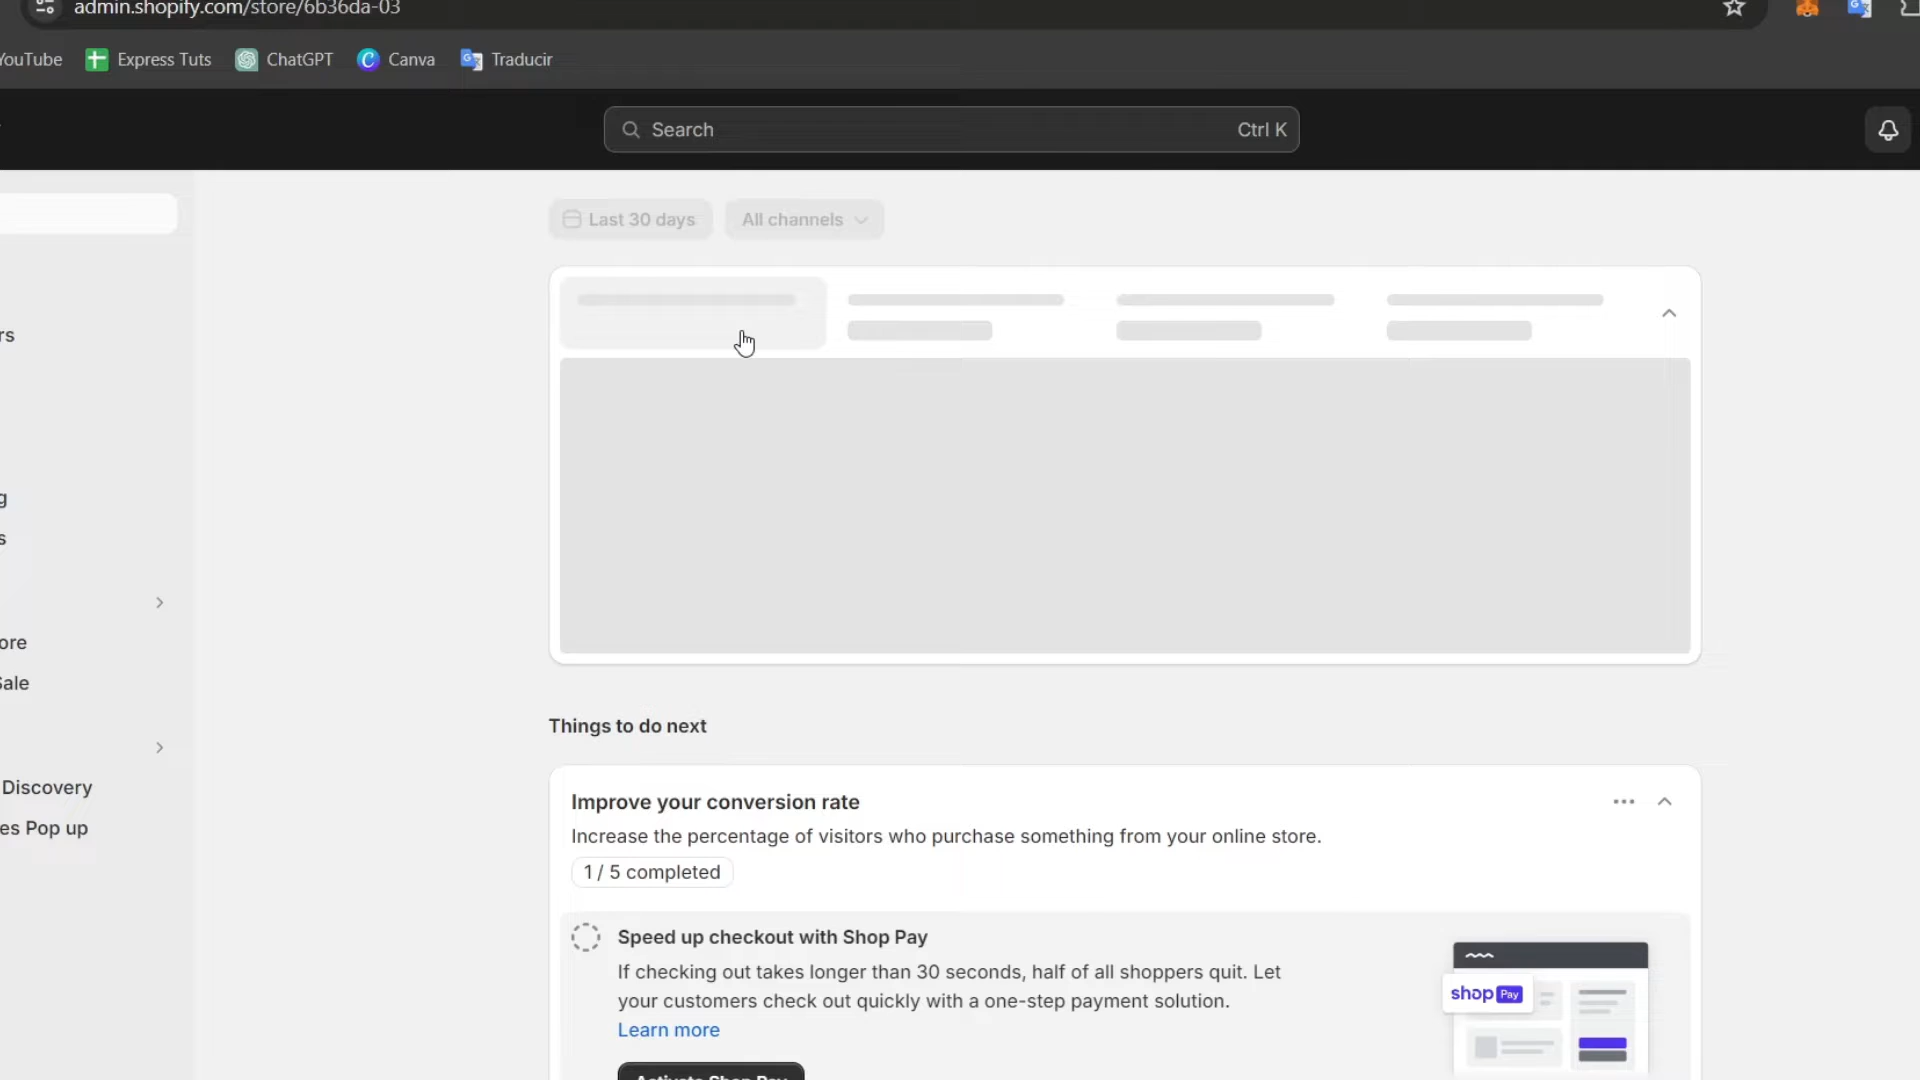 admin.shopify.com/store/6b36da-03
YouTube Express Tuts ChatGPT Canva Traducir
Search Ctrl K
Last 30 days All channels
rs
g
s
ore
Sale
Discovery
es Pop up
Things to do next
Improve your conversion rate
Increase the percentage of visitors who purchase something from your online store.
1 / 5 completed
Speed up checkout with Shop Pay
If checking out takes longer than 30 seconds, half of all shoppers quit. Let
your customers check out quickly with a one-step payment solution.
Learn more
shop Pay
Activate Shop Pay